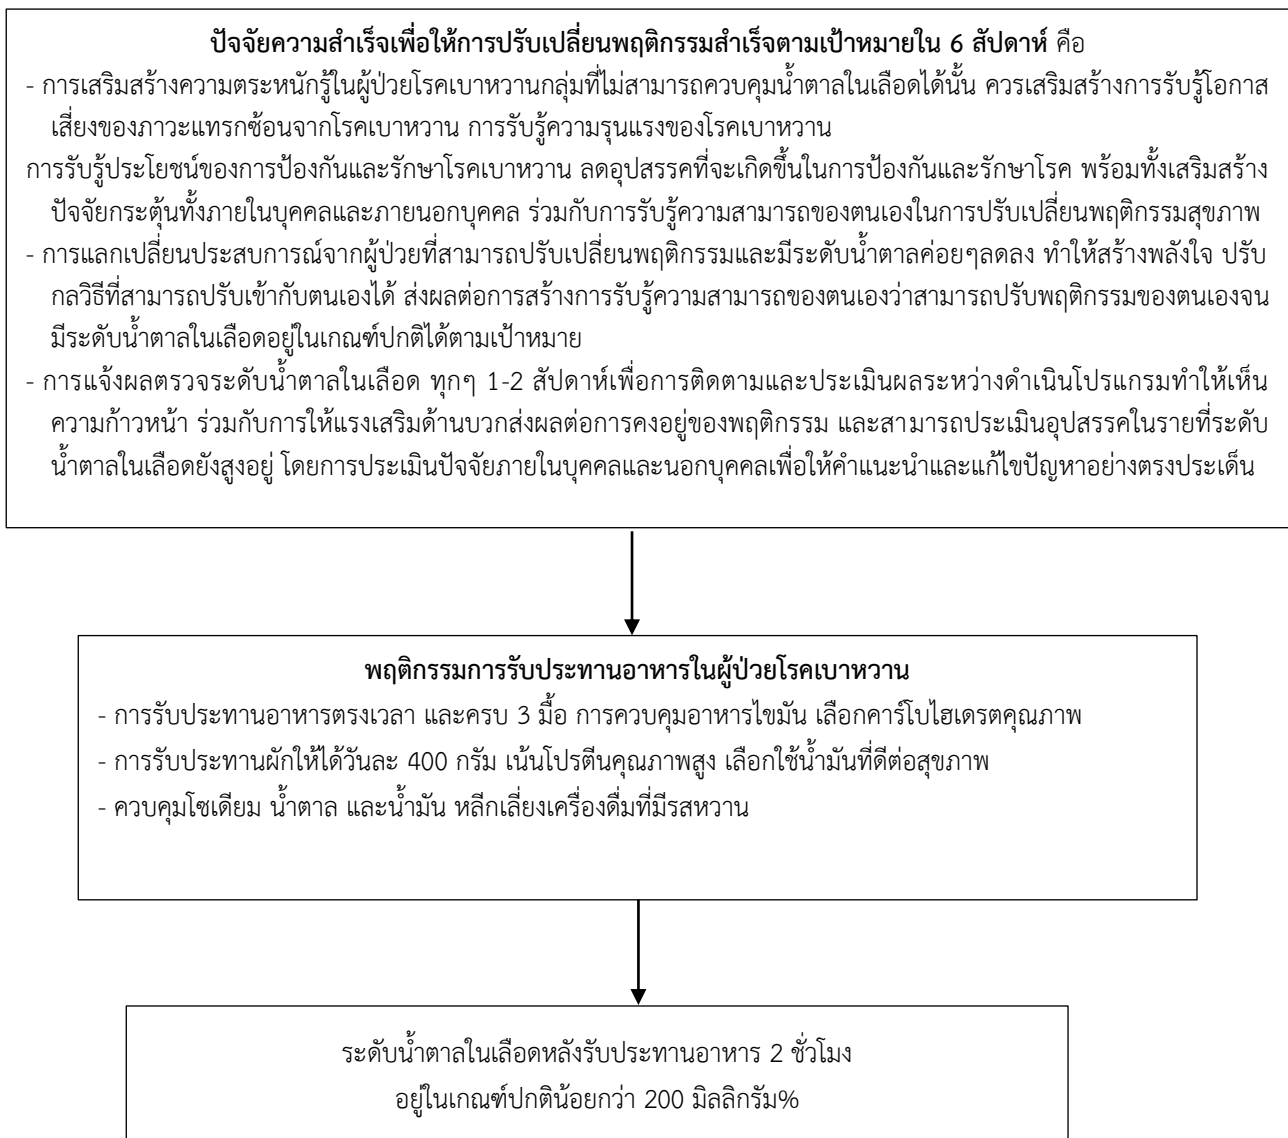 ปัจจัยความสำเร็จเพื่อให้การปรับเปลี่ยนพฤติกรรมสำเร็จตามเป้าหมายใน 6 สัปดาห์ คือ
- การเสริมสร้างความตระหนักรู้ในผู้ป่วยโรคเบาหวานกลุ่มที่ไม่สามารถควบคุมน้ำตาลในเลือดได้นั้น ควรเสริมสร้างการรับรู้โอกาส
เสี่ยงของภาวะแทรกซ้อนจากโรคเบาหวาน การรับรู้ความรุนแรงของโรคเบาหวาน
การรับรู้ประโยชน์ของการป้องกันและรักษาโรคเบาหวาน ลดอุปสรรคที่จะเกิดขึ้นในการป้องกันและรักษาโรค พร้อมทั้งเสริมสร้าง
ปัจจัยกระตุ้นทั้งภายในบุคคลและภายนอกบุคคล ร่วมกับการรับรู้ความสามารถของตนเองในการปรับเปลี่ยนพฤติกรรมสุขภาพ
- การแลกเปลี่ยนประสบการณ์จากผู้ป่วยที่สามารถปรับเปลี่ยนพฤติกรรมและมีระดับน้ำตาลค่อยๆลดลง ทำให้สร้างพลังใจ ปรับ
กลวิธีที่สามารถปรับเข้ากับตนเองได้ ส่งผลต่อการสร้างการรับรู้ความสามารถของตนเองว่าสามารถปรับพฤติกรรมของตนเองจน
มีระดับน้ำตาลในเลือดอยู่ในเกณฑ์ปกติได้ตามเป้าหมาย
- การแจ้งผลตรวจระดับน้ำตาลในเลือด ทุกๆ 1-2 สัปดาห์เพื่อการติดตามและประเมินผลระหว่างดำเนินโปรแกรมทำให้เห็น
ความก้าวหน้า ร่วมกับการให้แรงเสริมด้านบวกส่งผลต่อการคงอยู่ของพฤติกรรม และสามารถประเมินอุปสรรคในรายที่ระดับ
น้ำตาลในเลือดยังสูงอยู่ โดยการประเมินปัจจัยภายในบุคคลและนอกบุคคลเพื่อให้คำแนะนำและแก้ไขปัญหาอย่างตรงประเด็น
พฤติกรรมการรับประทานอาหารในผู้ป่วยโรคเบาหวาน
- การรับประทานอาหารตรงเวลา และครบ 3 มื้อ การควบคุมอาหารไขมัน เลือกคาร์โบไฮเดรตคุณภาพ
- การรับประทานผักให้ได้วันละ 400 กรัม เน้นโปรตีนคุณภาพสูง เลือกใช้น้ำมันที่ดีต่อสุขภาพ
- ควบคุมโซเดียม น้ำตาล และน้ำมัน หลีกเลี่ยงเครื่องดื่มที่มีรสหวาน
ระดับน้ำตาลในเลือดหลังรับประทานอาหาร 2 ชั่วโมง
อยู่ในเกณฑ์ปกติน้อยกว่า 200 มิลลิกรัม%